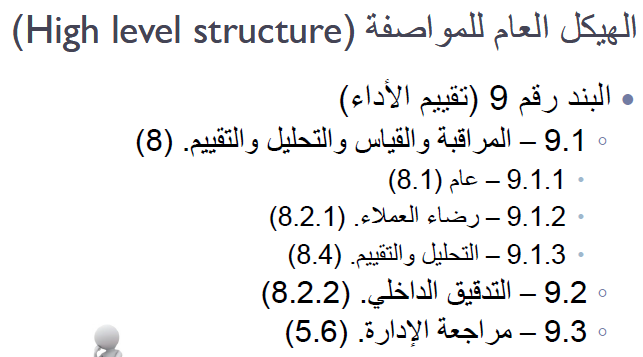 الهيكل العام للمواصفة (High level structure)
• البند رقم 9 (تقييم الأداء)
◦ 9.1 – المراقبة والقياس والتحليل والتقييم. (8)
• 9.1.1 – عام (8.1)
• 9.1.2 – رضاء العملاء. (8.2.1)
• 9.1.3 – التحليل والتقييم. (8.4)
◦ 9.2 – التدقيق الداخلي. (8.2.2)
◦ 9.3 – مراجعة الإدارة. (5.6)